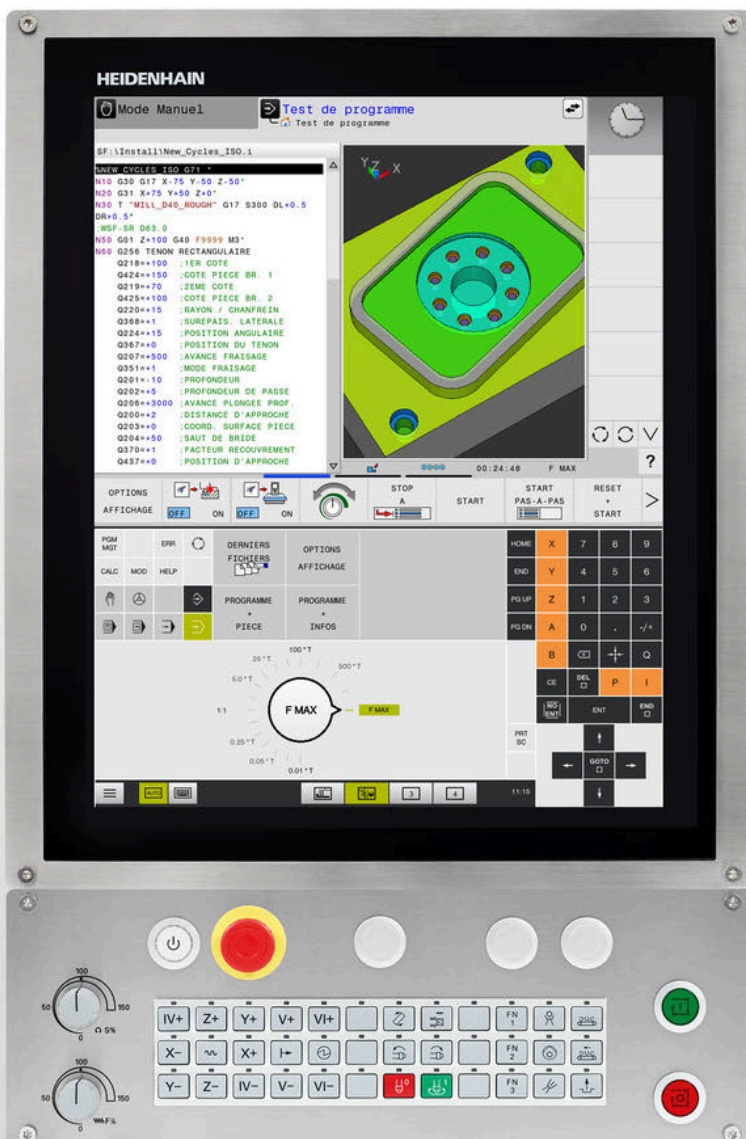 HEIDENHAIN
Mode Manuel
Test de programme
Test de programme
SF:\Install\New_Cycles_ISO.i
%NEW_CYCLES_ISO G71 *
N10 G30 G17 X-75 Y-50 Z-50*
N20 G31 X+75 Y+50 Z+0*
N30 T "MILL_D40_ROUGH" G17 S300 DL+0.5
DR+0.5*
;WSF-SR D63.0
N50 G01 Z+100 G40 F9999 M3*
N60 G256 TENON RECTANGULAIRE
Q218=+100 ;1ER COTE
Q424=+150 ;COTE PIECE BR. 1
Q219=+70 ;2EME COTE
Q425=+100 ;COTE PIECE BR. 2
Q220=+15 ;RAYON / CHANFREIN
Q368=+1 ;SUREPAIS. LATERALE
Q224=+15 ;POSITION ANGULAIRE
Q367=+0 ;POSITION DU TENON
Q207=+500 ;AVANCE FRAISAGE
Q351=+1 ;MODE FRAISAGE
Q201=-10 ;PROFONDEUR
Q202=+5 ;PROFONDEUR DE PASSE
Q206=+3000 ;AVANCE PLONGEE PROF.
Q200=+2 ;DISTANCE D'APPROCHE
Q203=+0 ;COORD. SURFACE PIECE
Q204=+50 ;SAUT DE BRIDE
Q370=+1 ;FACTEUR RECOUVREMENT
Q437=+0 ;POSITION D'APPROCHE
Y Z X
00:24:48 F MAX
?
OPTIONS
AFFICHAGE
OFF ON
OFF ON
STOP
A
START
START
PAS-A-PAS
RESET
+
START
PGM
MGT
ERR
CALC MOD HELP
DERNIERS
FICHIERS
OPTIONS
AFFICHAGE
PROGRAMME
+
PIECE
PROGRAMME
+
INFOS
HOME X 7 8 9
END Y 4 5 6
PG UP Z 1 2 3
PG DN A 0 . -/+
B Q
CE DEL P I
NO
ENT
ENT
END
PRT
SC
GOTO
100*T
25*T
500*T
5.0*T
1:1
F MAX
F MAX
0.25*T
0.05*T
0.01*T
AUTO
3
4
11:15
100
50 150
0
S%
100
50 150
0
F%
IV+ Z+ Y+ V+ VI+ FN
1
X- X+ FN
2
Y- Z- IV- V- VI- 0 1 FN
3